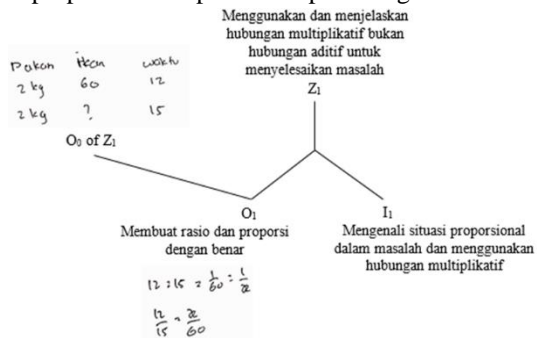 Menggunakan dan menjelaskan
hubungan multiplikatif bukan
hubungan aditif untuk
menyelesaikan masalah
Z₁
Pakan ikan waktu
2 kg 60 12
2 kg ? 15
O₀ of Z₁
O₁
Membuat rasio dan proporsi
dengan benar
I₁
Mengenali situasi proporsional
dalam masalah dan menggunakan
hubungan multiplikatif
12 : 15 = 1/60 : 1/x
12/15 = x/60